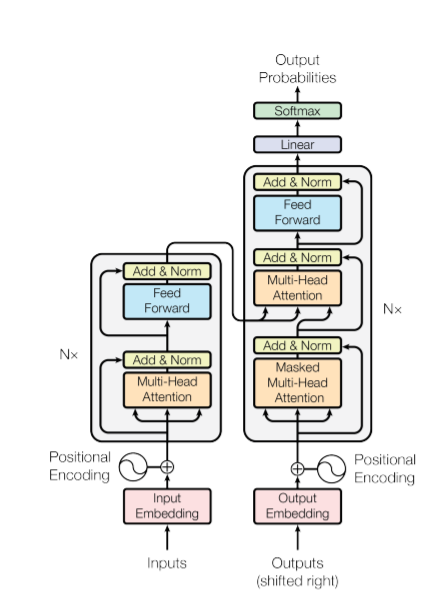 Output
Probabilities
Softmax
Linear
Add & Norm
Feed
Forward
Add & Norm
Multi-Head
Attention
Add & Norm
Masked
Multi-Head
Attention
N×
Add & Norm
Feed
Forward
Add & Norm
Multi-Head
Attention
N×
Positional
Encoding
Positional
Encoding
Input
Embedding
Output
Embedding
Inputs
Outputs
(shifted right)